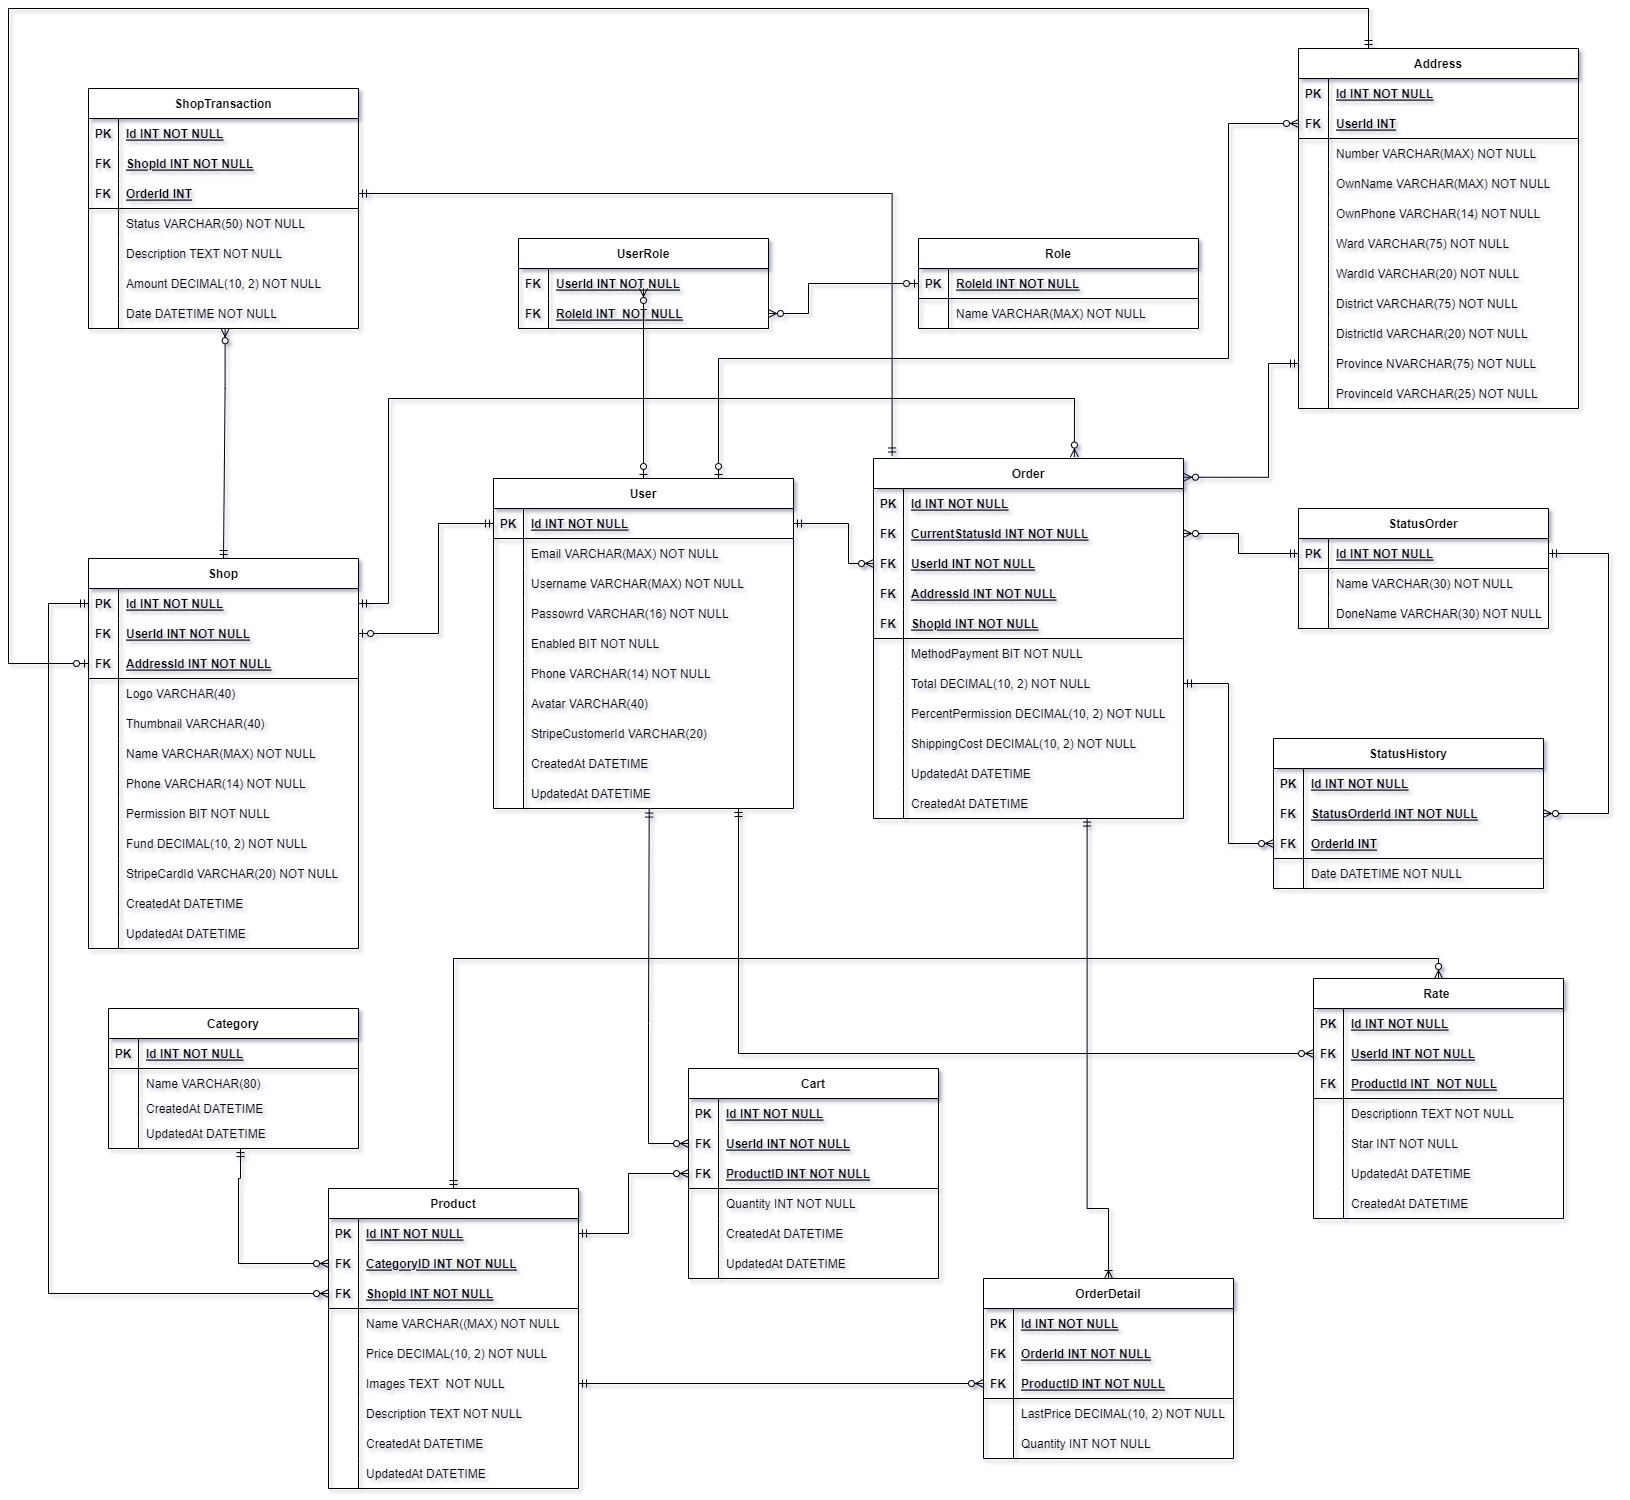 Address
PK Id INT NOT NULL
FK UserId INT
Number VARCHAR(MAX) NOT NULL
OwnName VARCHAR(MAX) NOT NULL
OwnPhone VARCHAR(14) NOT NULL
Ward VARCHAR(75) NOT NULL
WardId VARCHAR(20) NOT NULL
District VARCHAR(75) NOT NULL
DistrictId VARCHAR(20) NOT NULL
Province NVARCHAR(75) NOT NULL
ProvinceId VARCHAR(25) NOT NULL
ShopTransaction
PK Id INT NOT NULL
FK ShopId INT NOT NULL
FK OrderId INT
Status VARCHAR(50) NOT NULL
Description TEXT NOT NULL
Amount DECIMAL(10, 2) NOT NULL
Date DATETIME NOT NULL
UserRole
FK UserId INT NOT NULL
FK RoleId INT  NOT NULL
Role
PK RoleId INT NOT NULL
Name VARCHAR(MAX) NOT NULL
Order
PK Id INT NOT NULL
FK CurrentStatusId INT NOT NULL
FK UserId INT NOT NULL
FK AddressId INT NOT NULL
FK ShopId INT NOT NULL
MethodPayment BIT NOT NULL
Total DECIMAL(10, 2) NOT NULL
PercentPermission DECIMAL(10, 2) NOT NULL
ShippingCost DECIMAL(10, 2) NOT NULL
UpdatedAt DATETIME
CreatedAt DATETIME
User
PK Id INT NOT NULL
Email VARCHAR(MAX) NOT NULL
Username VARCHAR(MAX) NOT NULL
Passowrd VARCHAR(16) NOT NULL
Enabled BIT NOT NULL
Phone VARCHAR(14) NOT NULL
Avatar VARCHAR(40)
StripeCustomerId VARCHAR(20)
CreatedAt DATETIME
UpdatedAt DATETIME
StatusOrder
PK Id INT NOT NULL
Name VARCHAR(30) NOT NULL
DoneName VARCHAR(30) NOT NULL
Shop
PK Id INT NOT NULL
FK UserId INT NOT NULL
FK AddressId INT NOT NULL
Logo VARCHAR(40)
Thumbnail VARCHAR(40)
Name VARCHAR(MAX) NOT NULL
Phone VARCHAR(14) NOT NULL
Permission BIT NOT NULL
Fund DECIMAL(10, 2) NOT NULL
StripeCardId VARCHAR(20) NOT NULL
CreatedAt DATETIME
UpdatedAt DATETIME
StatusHistory
PK Id INT NOT NULL
FK StatusOrderId INT NOT NULL
FK OrderId INT
Date DATETIME NOT NULL
Rate
PK Id INT NOT NULL
FK UserId INT NOT NULL
FK ProductId INT  NOT NULL
Descriptionn TEXT NOT NULL
Star INT NOT NULL
UpdatedAt DATETIME
CreatedAt DATETIME
Category
PK Id INT NOT NULL
Name VARCHAR(80)
CreatedAt DATETIME
UpdatedAt DATETIME
Cart
PK Id INT NOT NULL
FK UserId INT NOT NULL
FK ProductID INT NOT NULL
Quantity INT NOT NULL
CreatedAt DATETIME
UpdatedAt DATETIME
Product
PK Id INT NOT NULL
FK CategoryID INT NOT NULL
FK ShopId INT NOT NULL
Name VARCHAR((MAX) NOT NULL
Price DECIMAL(10, 2) NOT NULL
Images TEXT  NOT NULL
Description TEXT NOT NULL
CreatedAt DATETIME
UpdatedAt DATETIME
OrderDetail
PK Id INT NOT NULL
FK OrderId INT NOT NULL
FK ProductID INT NOT NULL
LastPrice DECIMAL(10, 2) NOT NULL
Quantity INT NOT NULL